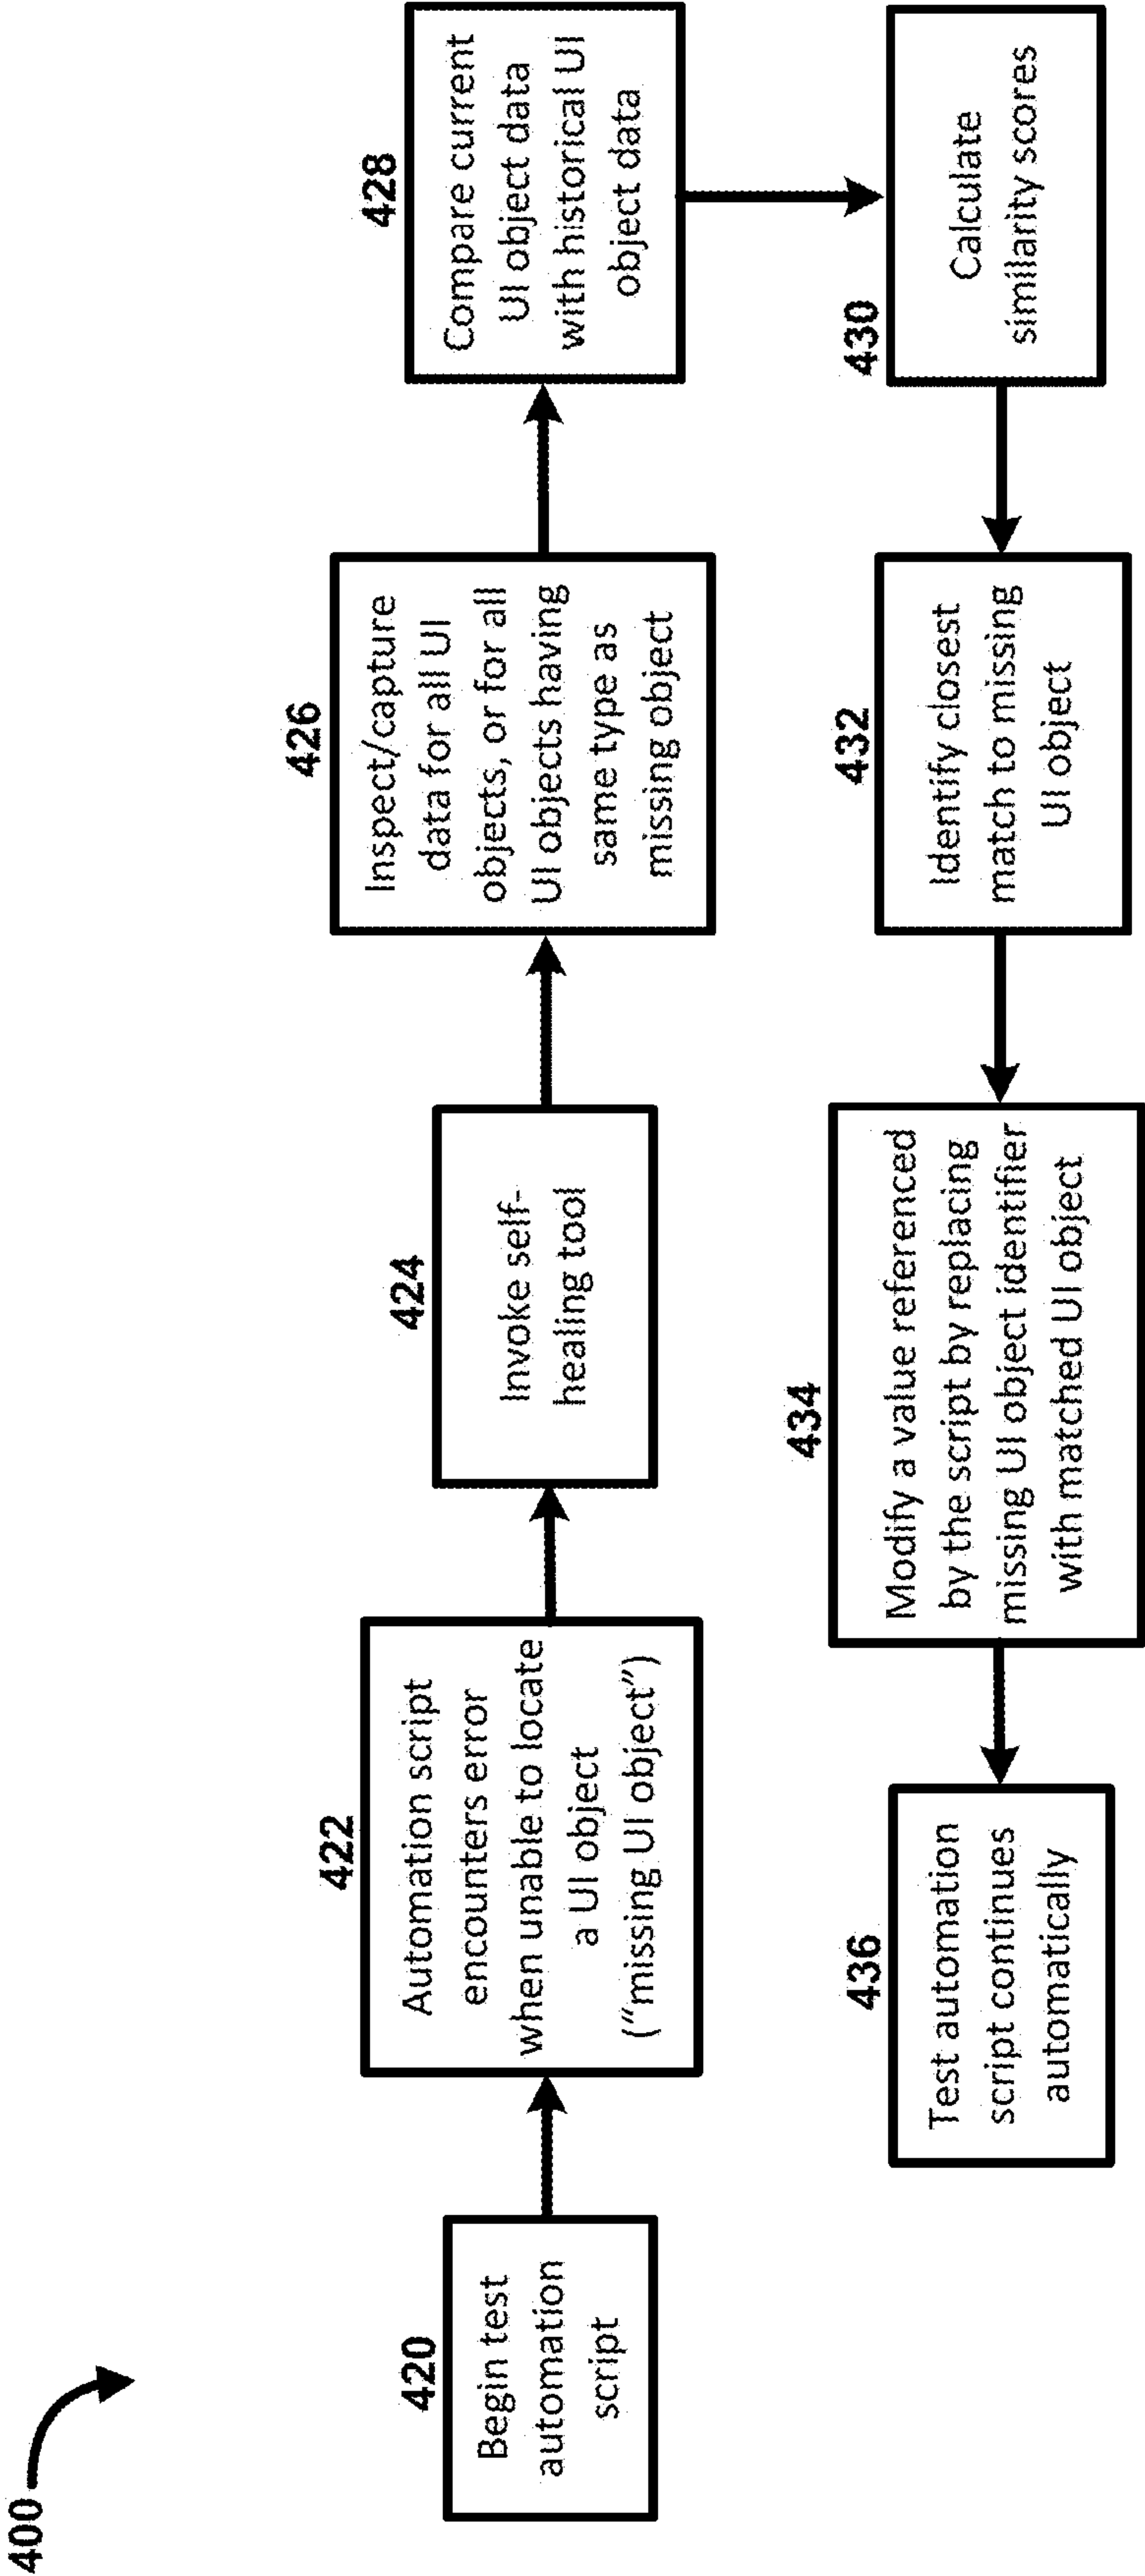 400
420
Begin test
automation
script
422
Automation script
encounters error
when unable to locate
a UI object
(“missing UI object”)
424
Invoke self-
healing tool
426
Inspect/capture
data for all UI
objects, or for all
UI objects having
same type as
missing object
428
Compare current
UI object data
with historical UI
object data
430
Calculate
similarity scores
432
Identify closest
match to missing
UI object
434
Modify a value referenced
by the script by replacing
missing UI object identifier
with matched UI object
436
Test automation
script continues
automatically